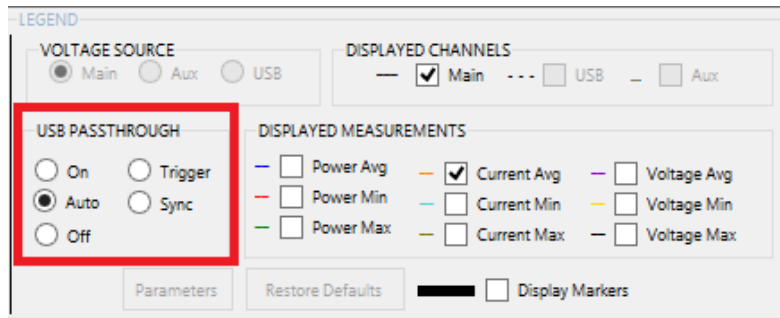 LEGEND
VOLTAGE SOURCE
Main Aux USB
DISPLAYED CHANNELS
Main USB Aux
USB PASSTHROUGH
On Trigger
Auto Sync
Off
DISPLAYED MEASUREMENTS
Power Avg Current Avg Voltage Avg
Power Min Current Min Voltage Min
Power Max Current Max Voltage Max
Parameters Restore Defaults Display Markers